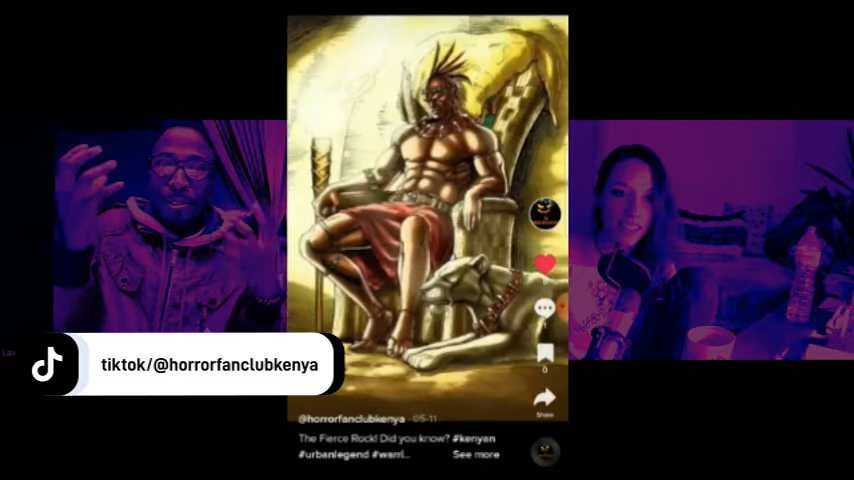 tiktok/@horrorfanclubkenya
@horrorfanclubkenya · 05-11
The Fierce Rock! Did you know? #kenyan
#urbanlegend #warri... See more
0
Share